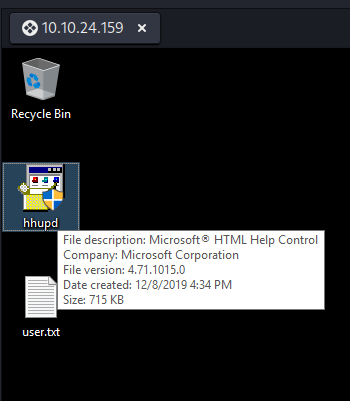 10.10.24.159
Recycle Bin
hhupd
File description: Microsoft® HTML Help Control
Company: Microsoft Corporation
File version: 4.71.1015.0
Date created: 12/8/2019 4:34 PM
Size: 715 KB
user.txt